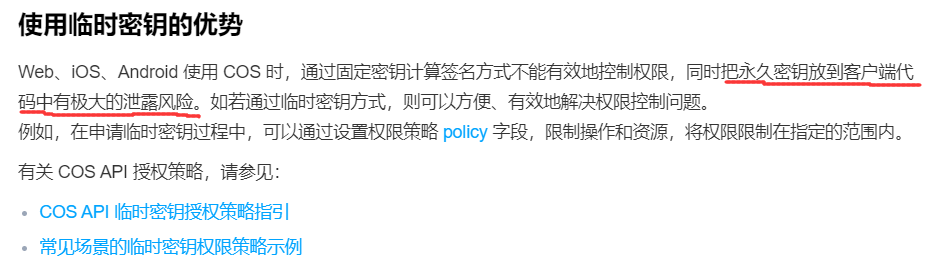 使用临时密钥的优势
Web、iOS、Android 使用 COS 时，通过固定密钥计算签名方式不能有效地控制权限，同时把永久密钥放到客户端代
码中有极大的泄露风险。如若通过临时密钥方式，则可以方便、有效地解决权限控制问题。
例如，在申请临时密钥过程中，可以通过设置权限策略 policy 字段，限制操作和资源，将权限限制在指定的范围内。
有关 COS API 授权策略，请参见：
• COS API 临时密钥授权策略指引
• 常见场景的临时密钥权限策略示例